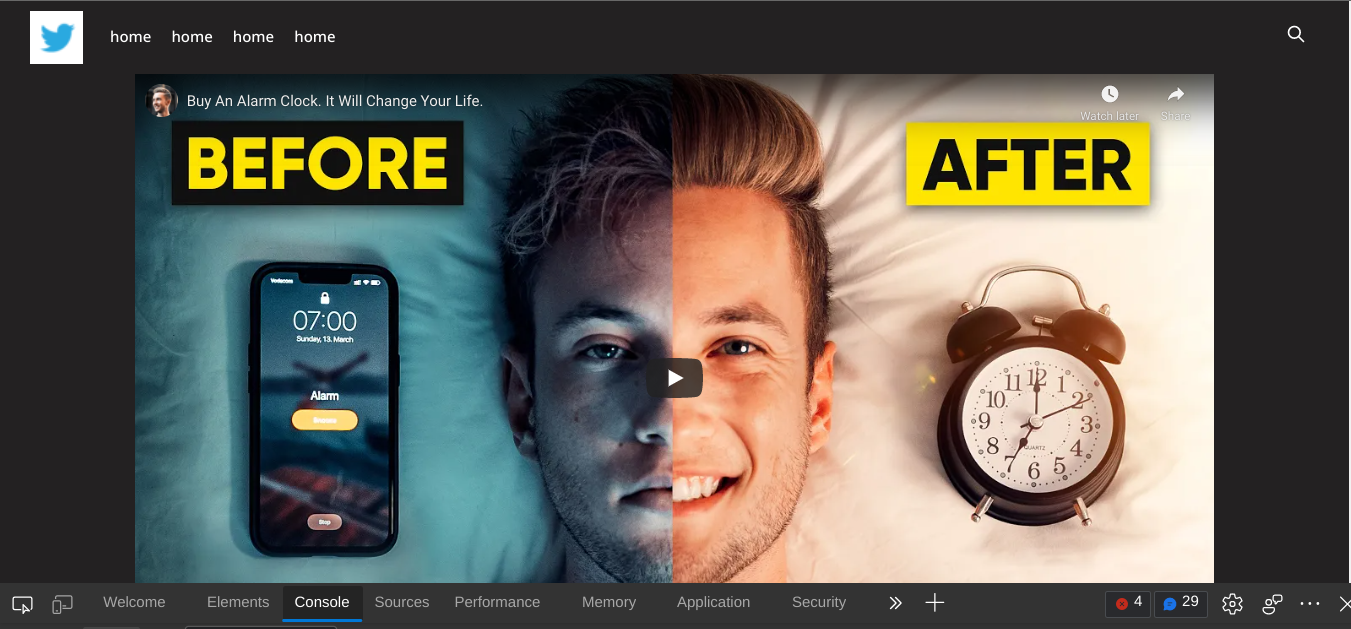 home home home home
Buy An Alarm Clock. It Will Change Your Life.
Watch later
Share
BEFORE
AFTER
Vodacom
07:00
Sunday, 13. March
Alarm
Snooze
Stop
12
11 1
10 2
9 3
8 4
7 5
6
QUARTZ
Welcome Elements Console Sources Performance Memory Application Security 4 29